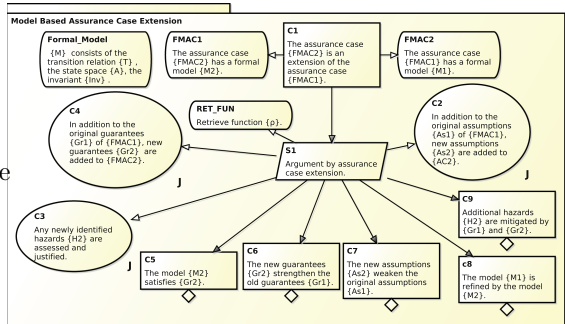 Model Based Assurance Case Extension
Formal_Model
{M} consists of the
transition relation {T} ,
the state space {A}, the
invariant {Inv} .
FMAC1
The assurance case
{FMAC2} has a formal
model {M2}.
C1
The assurance case
{FMAC2} is an
extension of the
assurance case
{FMAC1}.
FMAC2
The assurance case
{FMAC1} has a formal
model {M1}.
C4
In addition to the
original guarantees
{Gr1} of {FMAC1}, new
guarantees {Gr2} are
added to {FMAC2}.
J
RET_FUN
Retrieve function {ρ}.
C2
In addition to the
original assumptions
{As1} of {FMAC1},
new assumptions
{As2} are added to
{AC2}.
J
S1
Argument by assurance
case extension.
e
C3
Any newly identified
hazards {H2} are
assessed and
justified.
J
C5
The model {M2}
satisfies {Gr2}.
C6
The new guarantees
{Gr2} strengthen the
old guarantees {Gr1}.
C7
The new assumptions
{As2} weaken the
original assumptions
{As1}.
C9
Additional hazards
{H2} are mitigated by
{Gr1} and {Gr2}.
c8
The model {M1} is
refined by the model
{M2}.